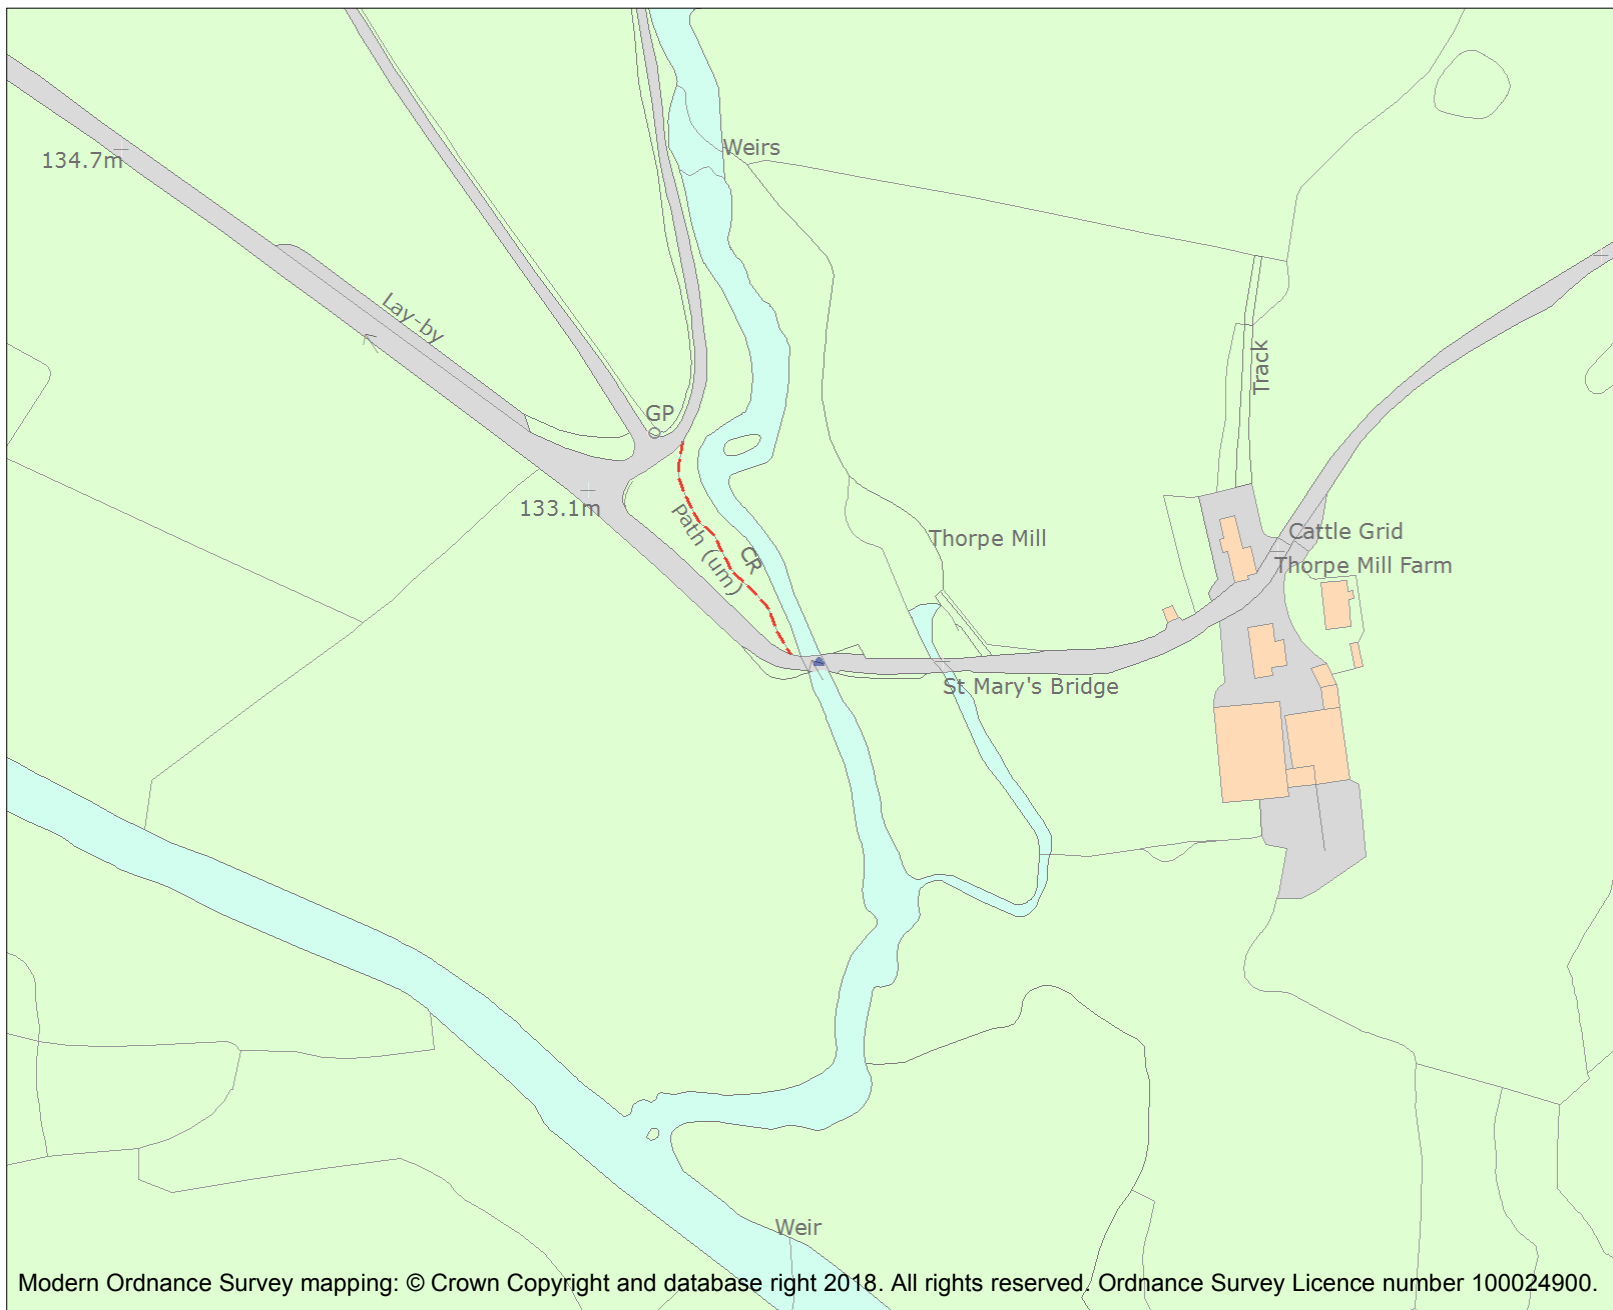 Weirs
134.7m
Lay-by
Track
GP
133.1m
Path (um)
CR
Thorpe Mill
Cattle Grid
Thorpe Mill Farm
St Mary's Bridge
Weir
Modern Ordnance Survey mapping: © Crown Copyright and database right 2018. All rights reserved. Ordnance Survey Licence number 100024900.